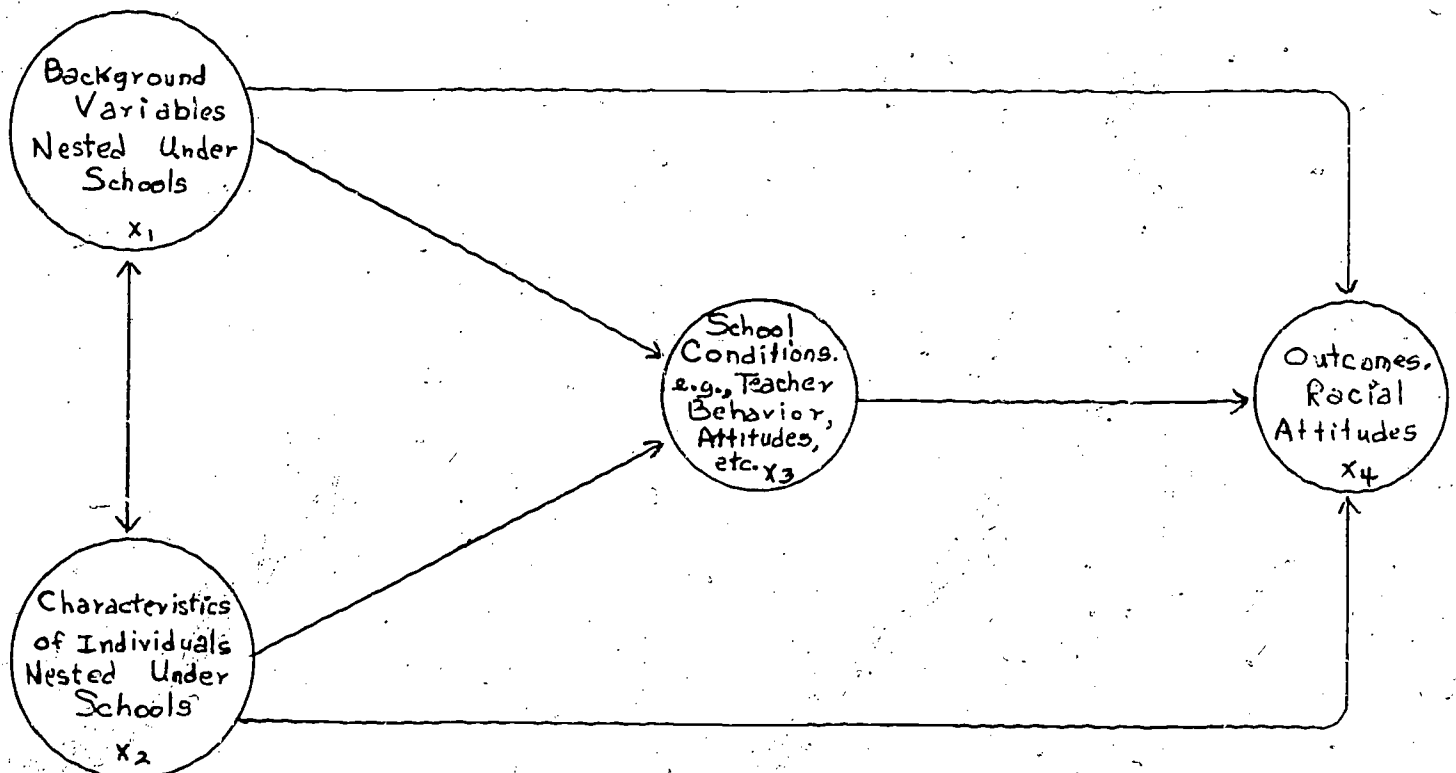 Background
Variables
Nested Under
Schools
x₁
Characteristics
of Individuals
Nested Under
Schools
x₂
School
Conditions.
e.g., Teacher
Behavior,
Attitudes,
etc. x₃
Outcomes.
Racial
Attitudes
x₄